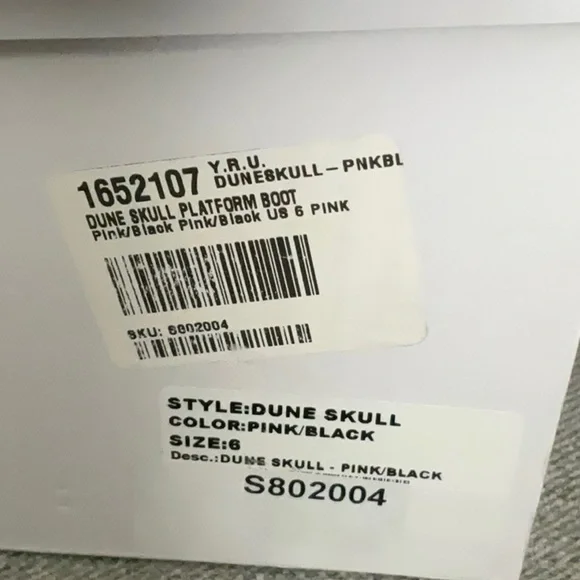 1652107 Y.R.U.
DUNESKULL-PNKBL
DUNE SKULL PLATFORM BOOT
Pink/Black Pink/Black US 6 PINK
SKU: S802004
STYLE:DUNE SKULL
COLOR:PINK/BLACK
SIZE:6
Desc.:DUNE SKULL - PINK/BLACK
S802004